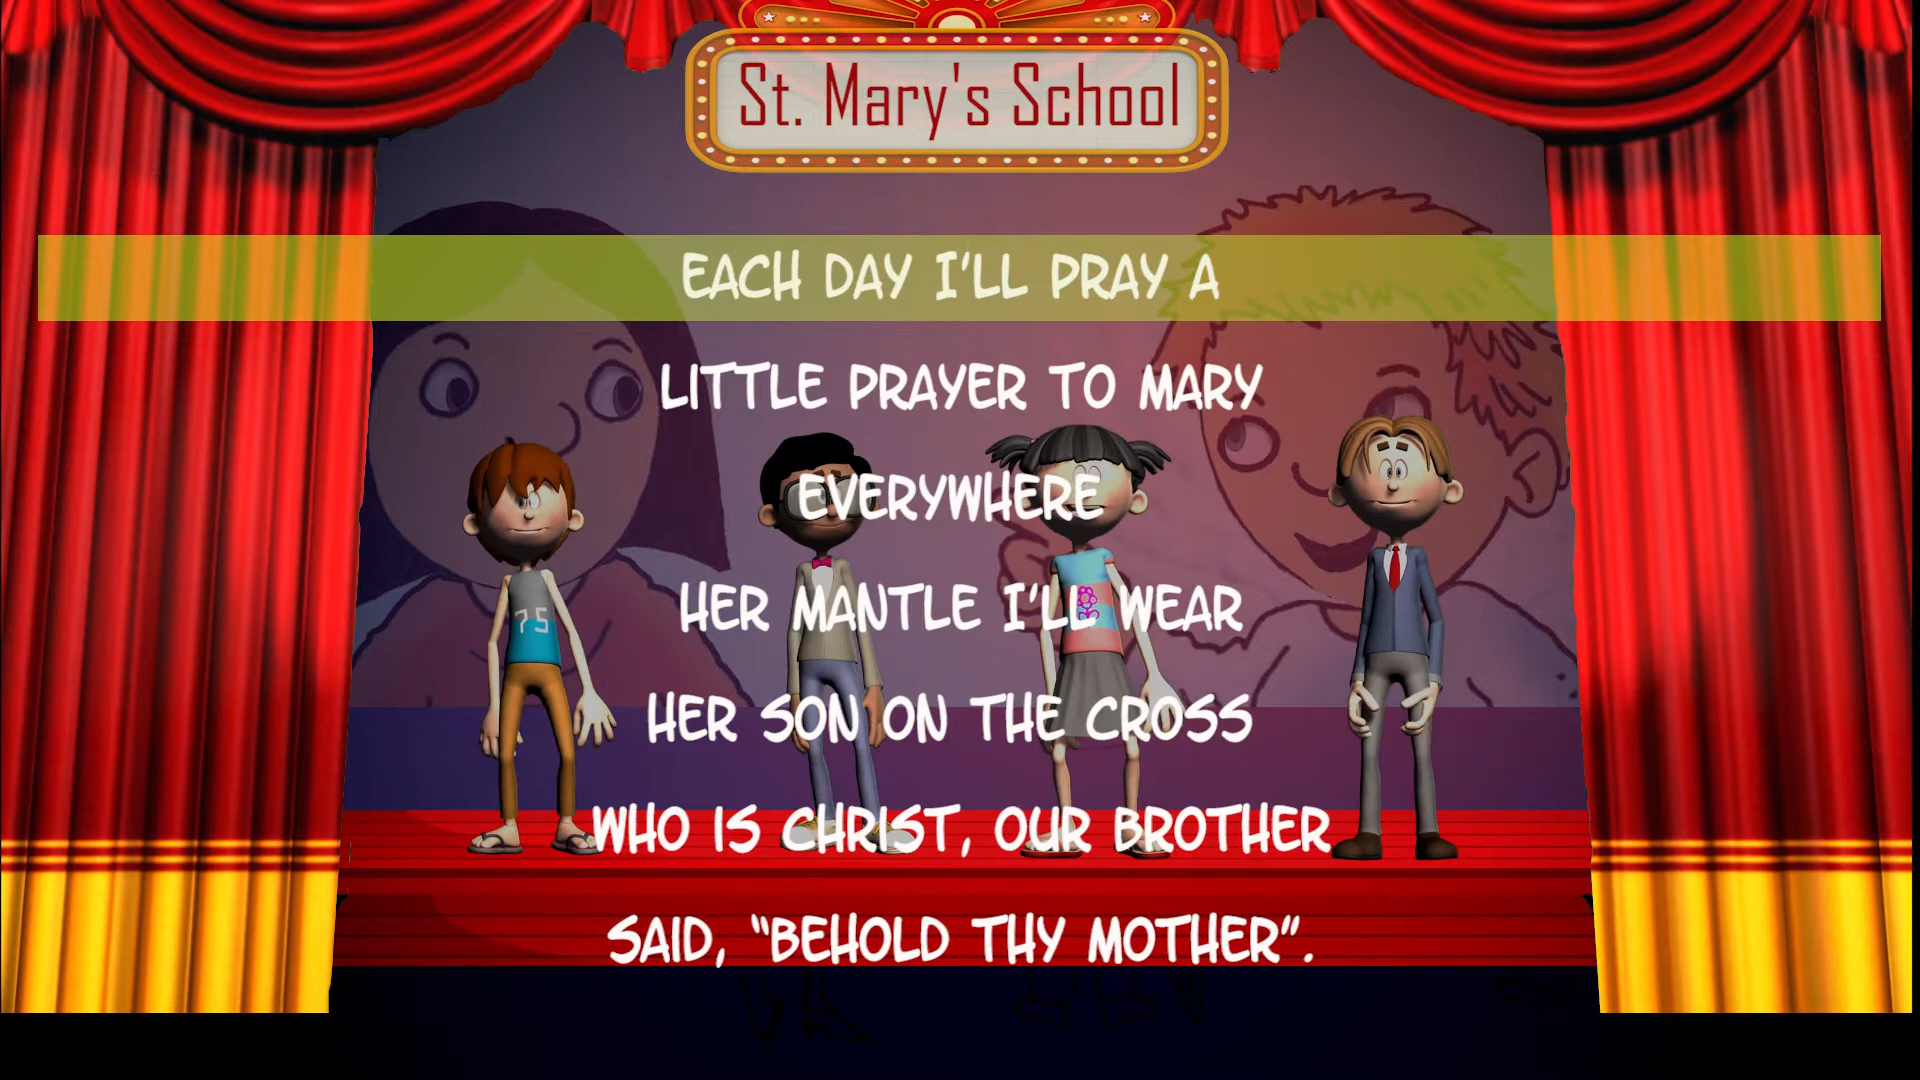 St. Mary's School
EACH DAY I'LL PRAY A
LITTLE PRAYER TO MARY
EVERYWHERE
HER MANTLE I'LL WEAR
HER SON ON THE CROSS
WHO IS CHRIST, OUR BROTHER
SAID, "BEHOLD THY MOTHER".
75